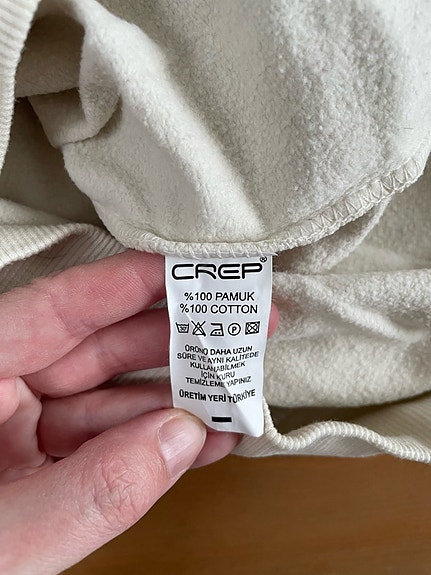 CREP®
%100 PAMUK
%100 COTTON
P
ÜRÜNÜ DAHA UZUN
SÜRE VE AYNI KALİTEDE
KULLANABİLMEK
İÇİN KURU
TEMİZLEME YAPINIZ
ÜRETİM YERİ TÜRKİYE